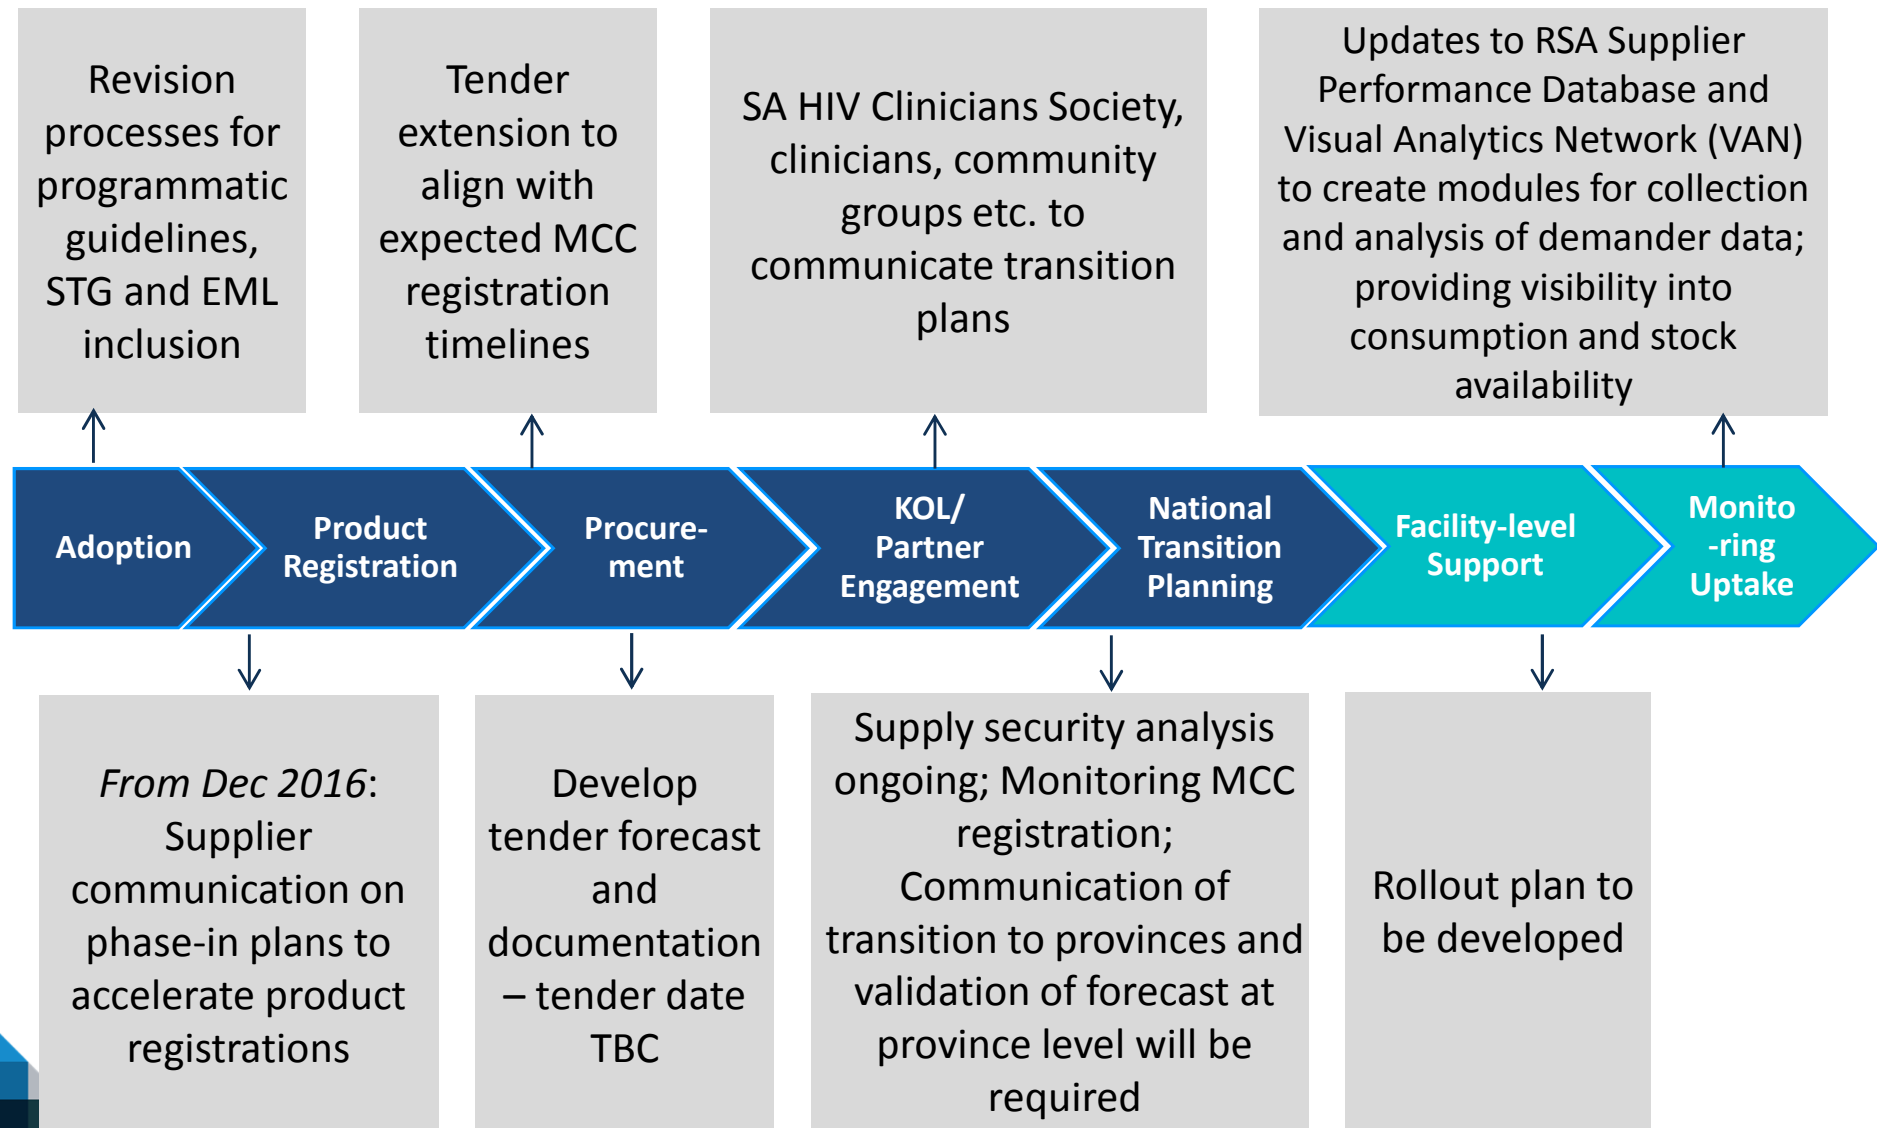 Revision
processes for
programmatic
guidelines,
STG and EML
inclusion
Tender
extension to
align with
expected MCC
registration
timelines
SA HIV Clinicians Society,
clinicians, community
groups etc. to
communicate transition
plans
Updates to RSA Supplier
Performance Database and
Visual Analytics Network (VAN)
to create modules for collection
and analysis of demander data;
providing visibility into
consumption and stock
availability
Adoption
Product
Registration
Procure-
ment
KOL/
Partner
Engagement
National
Transition
Planning
Facility-level
Support
Monito
-ring
Uptake
From Dec 2016:
Supplier
communication on
phase-in plans to
accelerate product
registrations
Develop
tender forecast
and
documentation
– tender date
TBC
Supply security analysis
ongoing; Monitoring MCC
registration;
Communication of
transition to provinces and
validation of forecast at
province level will be
required
Rollout plan to
be developed